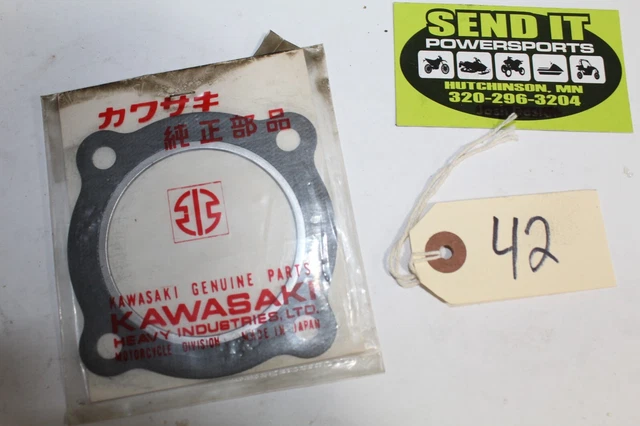 カワサキ
純正部品
KAWASAKI GENUINE PARTS
KAWASAKI
HEAVY INDUSTRIES, LTD.
MOTORCYCLE DIVISION MADE IN JAPAN
SEND IT
POWERSPORTS
HUTCHINSON, MN
320-296-3204
42